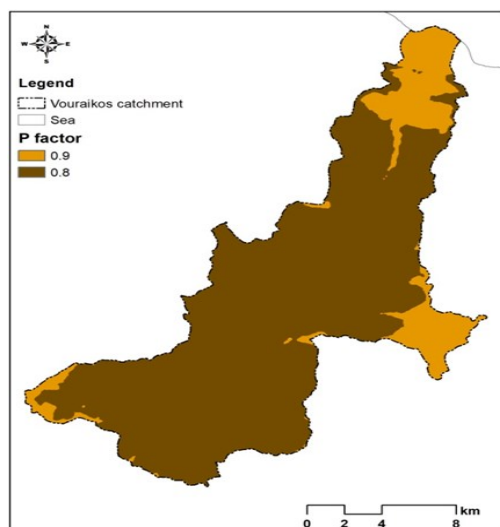 N
W E
S
Legend
Vouraikos catchment
Sea
P factor
0.9
0.8
km
0 2 4 8